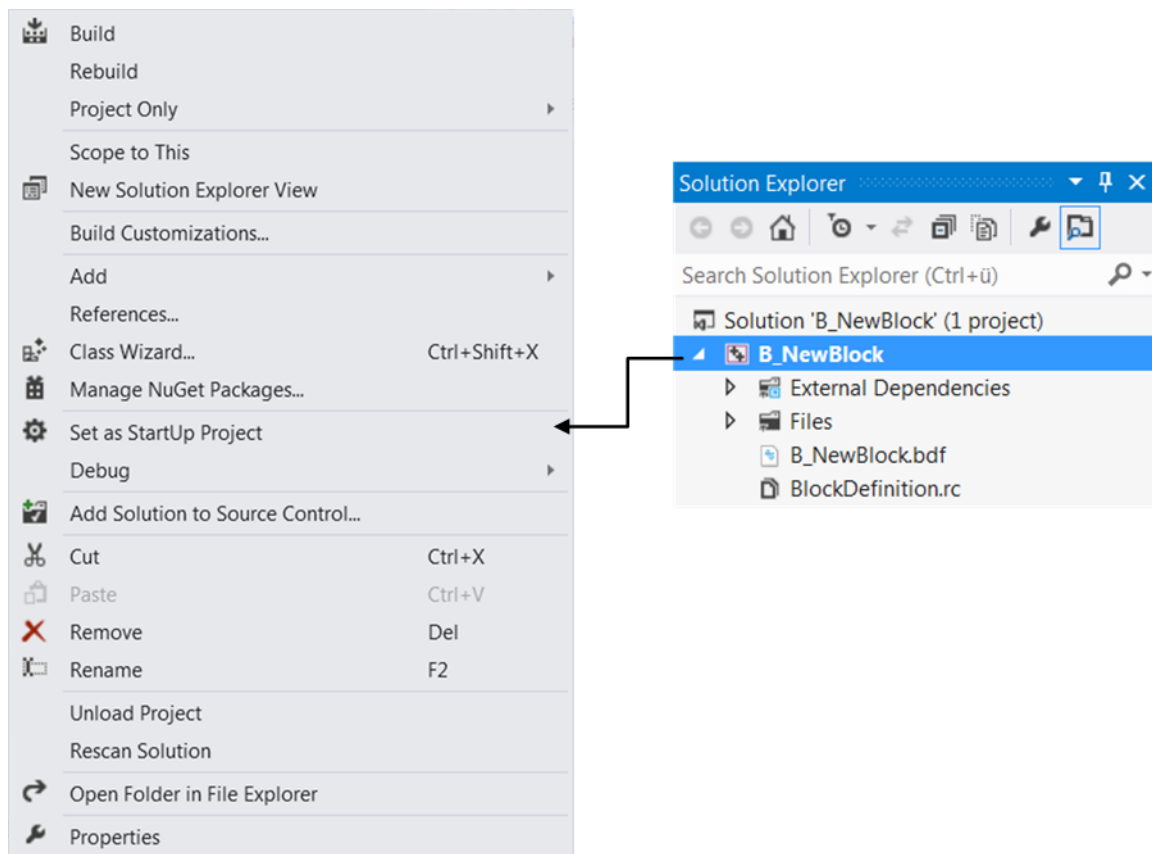 Build
Rebuild
Project Only
Scope to This
New Solution Explorer View
Build Customizations...
Add
References...
Class Wizard... Ctrl+Shift+X
Manage NuGet Packages...
Set as StartUp Project
Debug
Add Solution to Source Control...
Cut Ctrl+X
Paste Ctrl+V
Remove Del
Rename F2
Unload Project
Rescan Solution
Open Folder in File Explorer
Properties
Solution Explorer
Search Solution Explorer (Ctrl+ü)
Solution 'B_NewBlock' (1 project)
B_NewBlock
External Dependencies
Files
B_NewBlock.bdf
BlockDefinition.rc